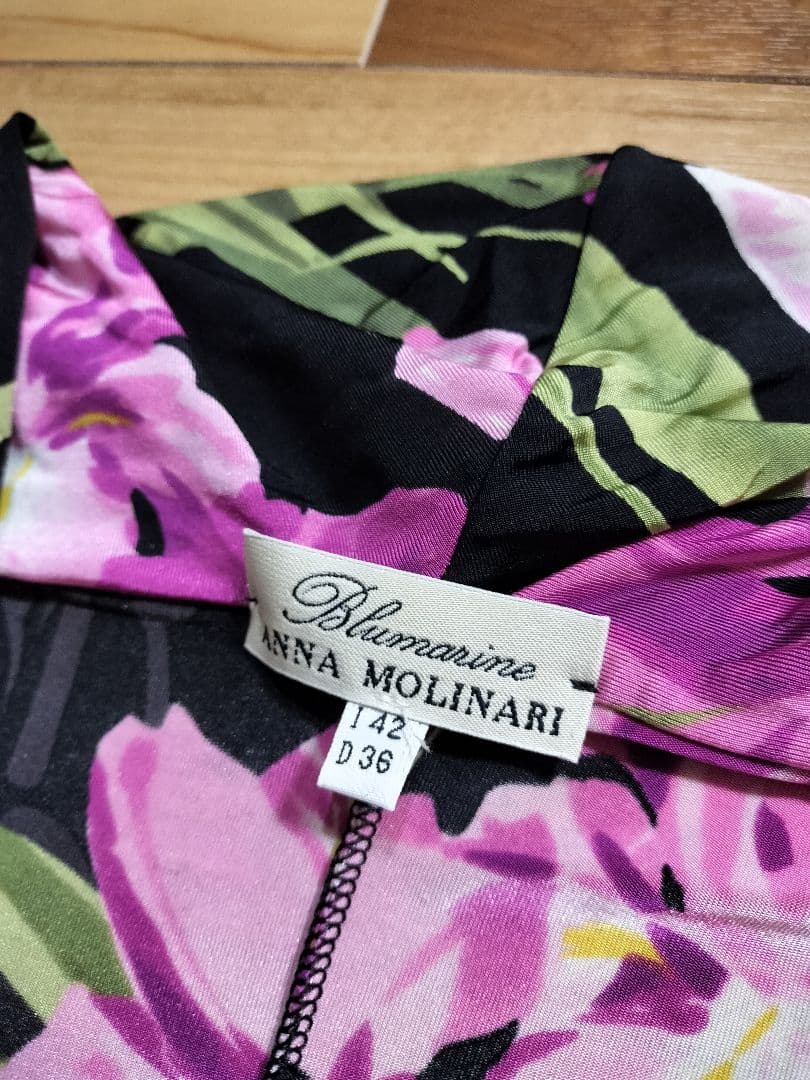 Blumarine
ANNA MOLINARI
I 42
D 36